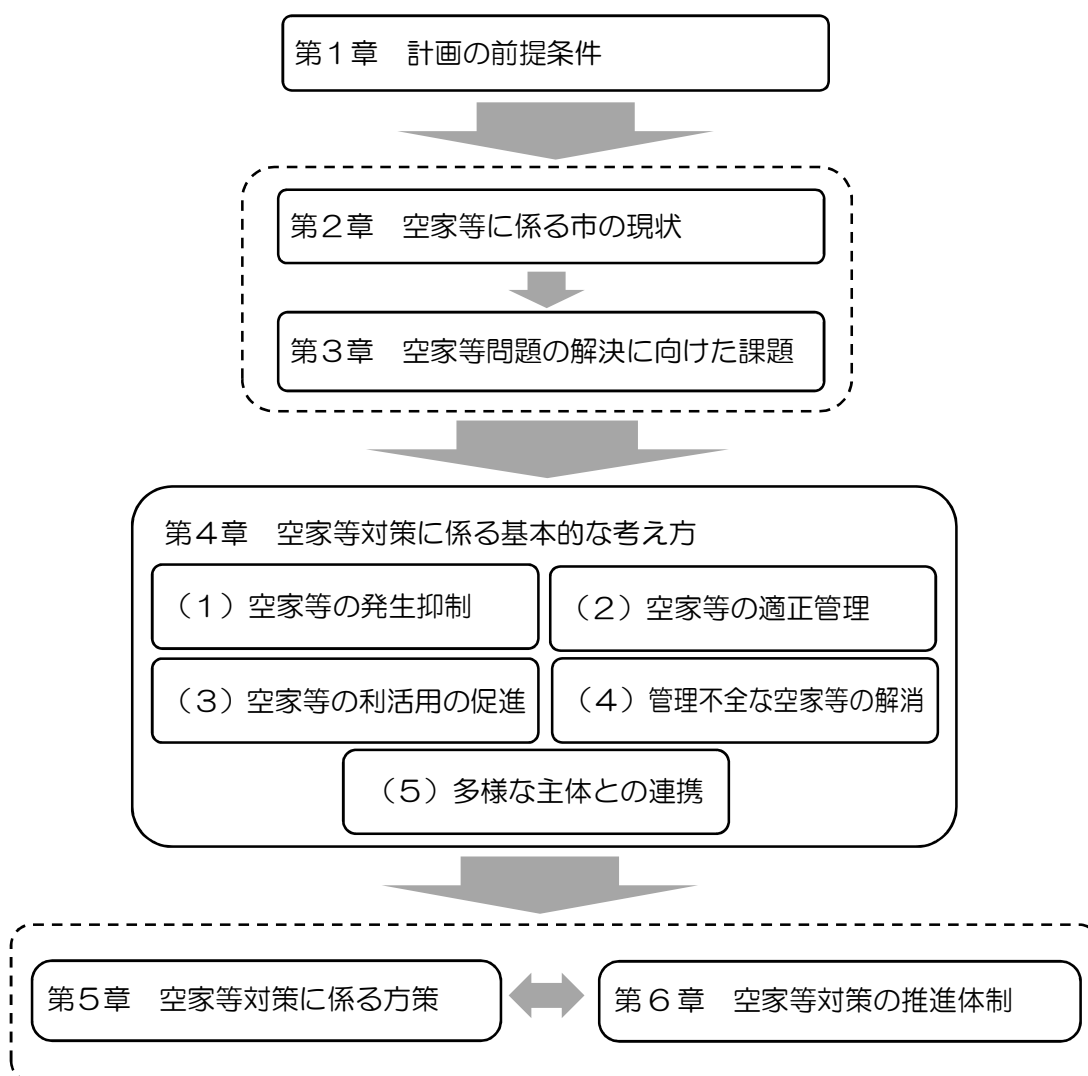 第１章　計画の前提条件
第２章　空家等に係る市の現状
第３章　空家等問題の解決に向けた課題
第４章　空家等対策に係る基本的な考え方
（１）空家等の発生抑制
（２）空家等の適正管理
（３）空家等の利活用の促進
（４）管理不全な空家等の解消
（５）多様な主体との連携
第５章　空家等対策に係る方策
第６章　空家等対策の推進体制